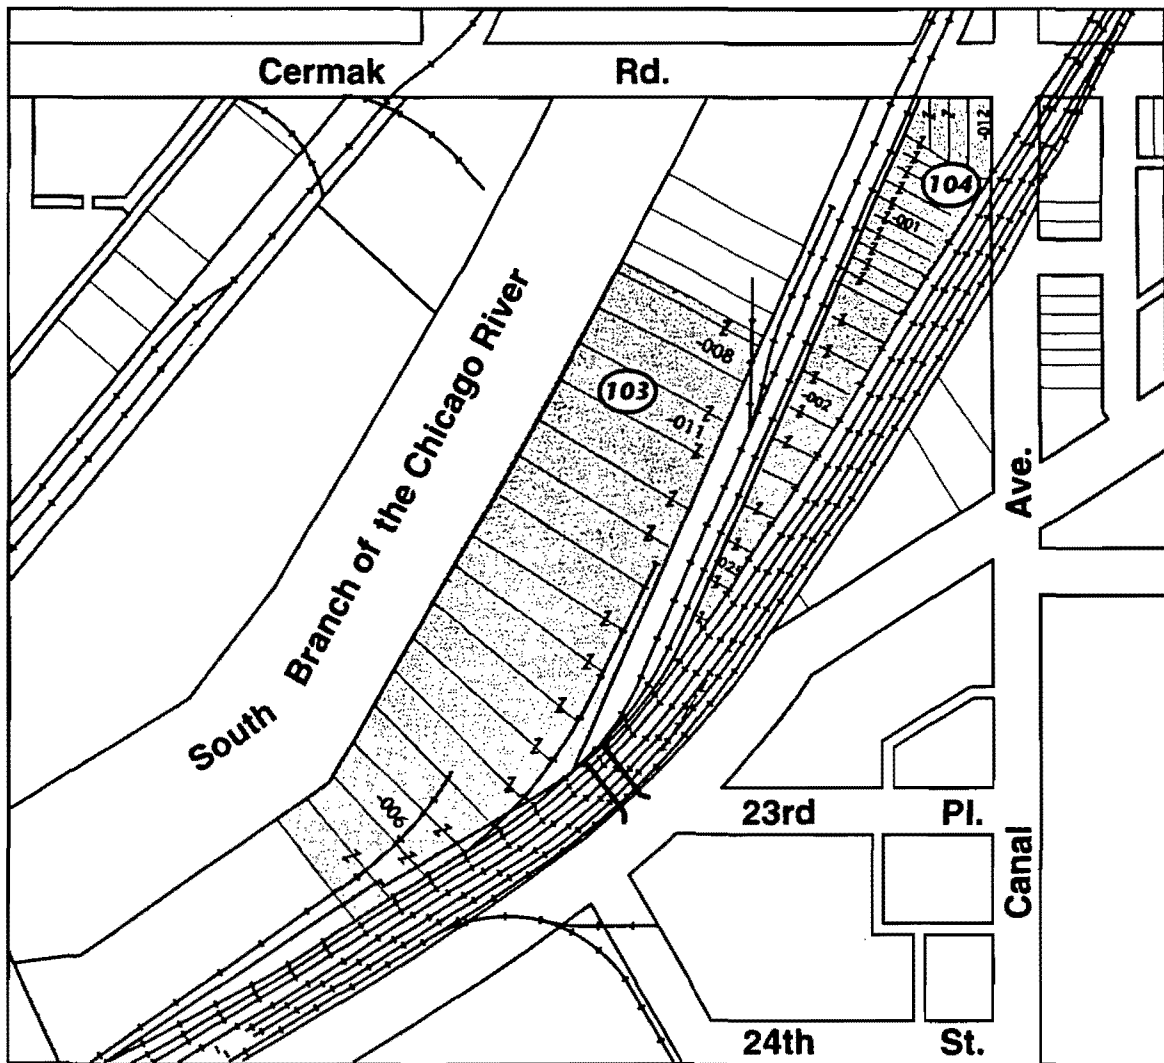 Cermak Rd.
-012
104
-001
-008
103
-011
-002
-025
South Branch of the Chicago River
-006
Canal Ave.
23rd Pl.
24th St.